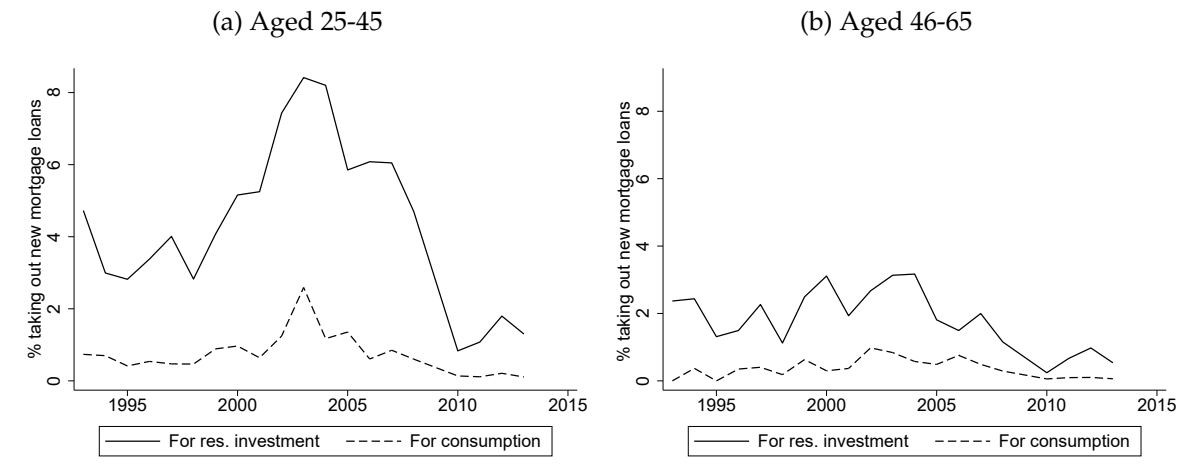 (a) Aged 25-45
% taking out new mortgage loans
8
6
4
2
0
1995 2000 2005 2010 2015
For res. investment For consumption
(b) Aged 46-65
% taking out new mortgage loans
8
6
4
2
0
1995 2000 2005 2010 2015
For res. investment For consumption